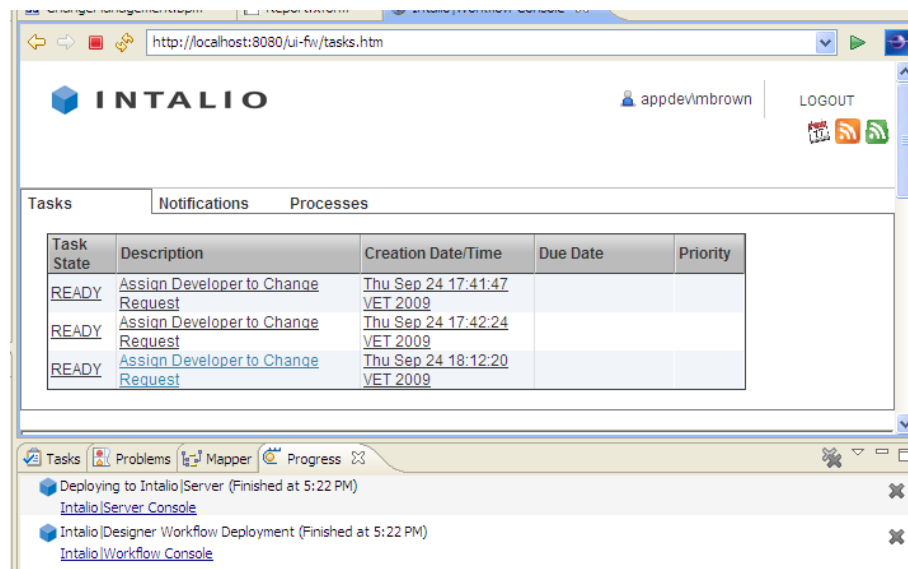 http://localhost:8080/ui-fw/tasks.htm
INTALIO
appdev\mbrown
LOGOUT
Tasks Notifications Processes
Task State Description Creation Date/Time Due Date Priority
READY Assign Developer to Change Request Thu Sep 24 17:41:47 VET 2009
READY Assign Developer to Change Request Thu Sep 24 17:42:24 VET 2009
READY Assign Developer to Change Request Thu Sep 24 18:12:20 VET 2009
Tasks Problems Mapper Progress
Deploying to Intalio|Server (Finished at 5:22 PM)
Intalio|Server Console
Intalio|Designer Workflow Deployment (Finished at 5:22 PM)
Intalio|Workflow Console